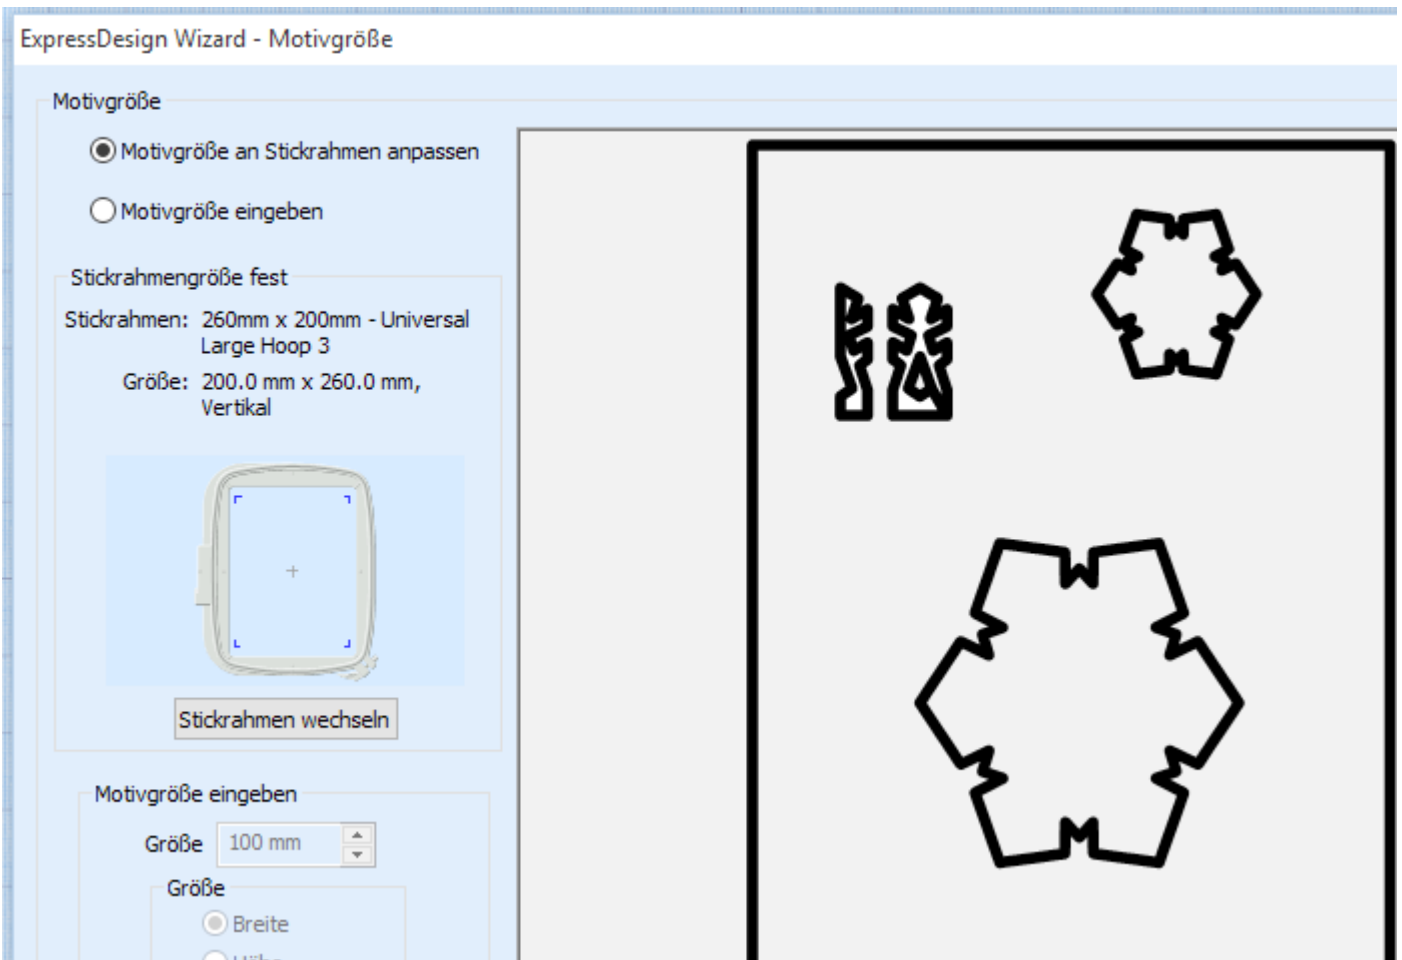 ExpressDesign Wizard - Motivgröße
Motivgröße
Motivgröße an Stickrahmen anpassen
Motivgröße eingeben
Stickrahmengröße fest
Stickrahmen: 260mm x 200mm - Universal
Large Hoop 3
Größe: 200.0 mm x 260.0 mm,
Vertikal
Stickrahmen wechseln
Motivgröße eingeben
Größe 100 mm
Größe
Breite